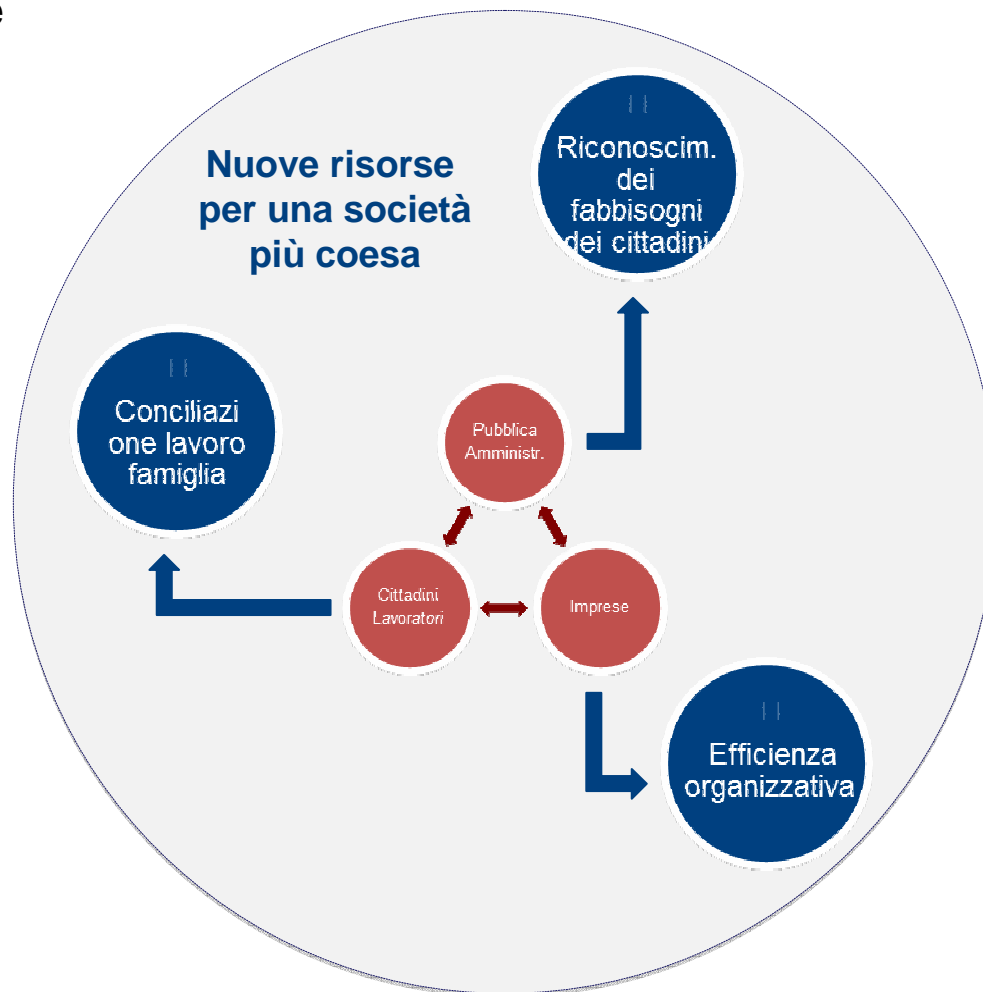 e
Nuove risorse
per una società
più coesa
Riconoscim.
dei
fabbisogni
dei cittadini
Conciliazi
one lavoro
famiglia
Pubblica
Amministr.
Cittadini
Lavoratori
Imprese
Efficienza
organizzativa